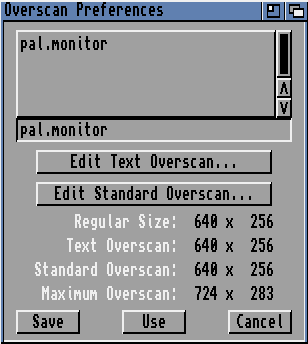 Overscan Preferences
pal.monitor
pal.monitor
Edit Text Overscan...
Edit Standard Overscan...
Regular Size: 640 x 256
Text Overscan: 640 x 256
Standard Overscan: 640 x 256
Maximum Overscan: 724 x 283
Save Use Cancel